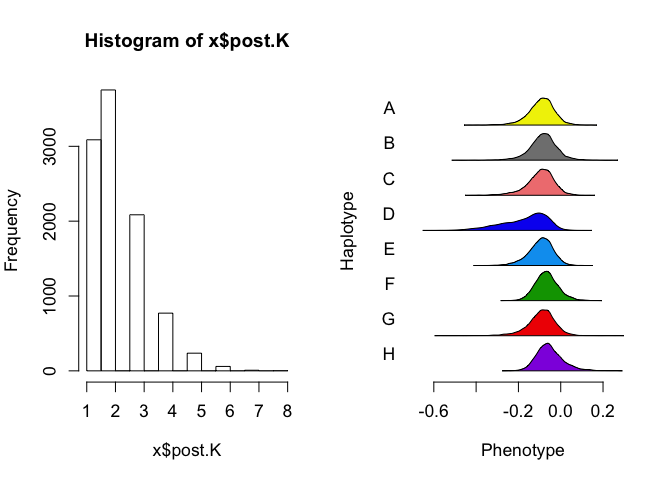 Histogram of x$post.K
Frequency
0
1000
2000
3000
1 2 3 4 5 6 7 8
x$post.K
Haplotype
A
B
C
D
E
F
G
H
-0.6 -0.2 0.0 0.2
Phenotype